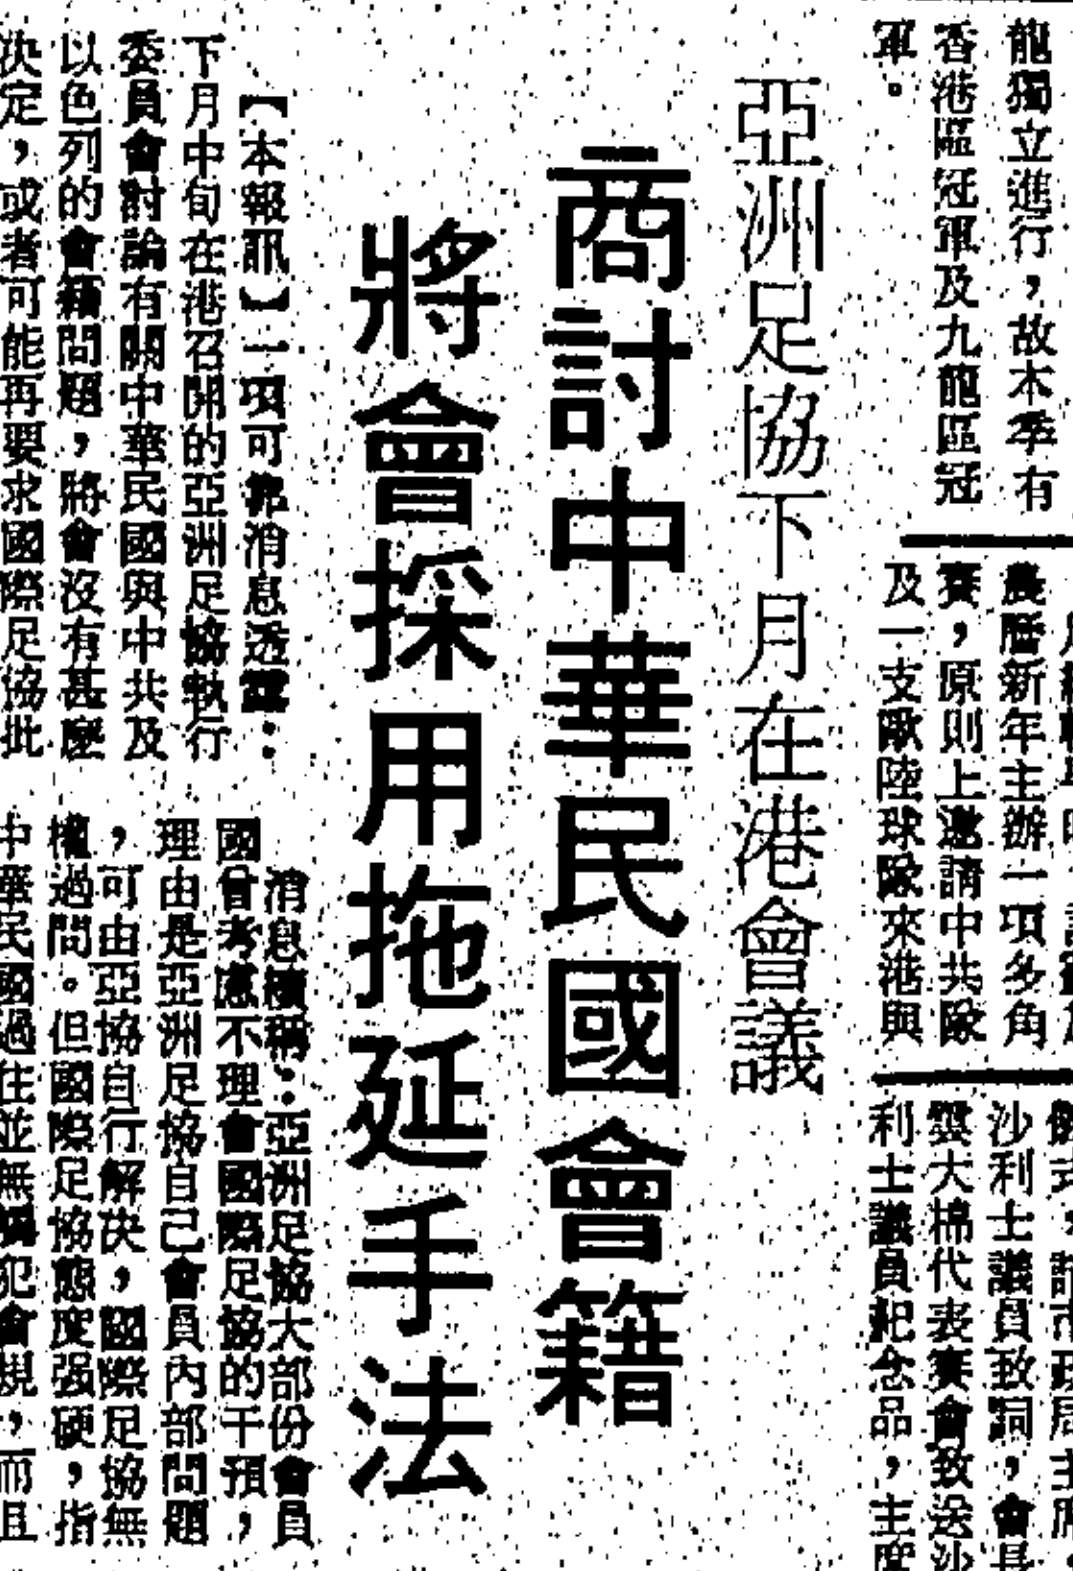 龍獨立進行，故本季有
香港區冠軍及九龍區冠
軍。
農曆新年主辦一項多角
賽，原則上邀請中共隊
及一支歐陸球隊來港與
沙利士議員致詞，會長
雲大棉代表賽會致送沙
利士議員紀念品，主席
亞洲足協下月在港會議
商討中華民國會籍
將會採用拖延手法
【本報訊】一項可靠消息透露：
下月中旬在港召開的亞洲足協執行
委員會討論有關中華民國與中共及
以色列的會籍問題，將會沒有甚麼
決定，或者可能再要求國際足協批
消息續稱：亞洲足協大部份會員
國會考慮不理會國際足協的干預，
理由是亞洲足協自己會員內部問題
，可由亞協自行解決，國際足協無
權過問。但國際足協態度强硬，指
中華民國過往並無觸犯會規，而且